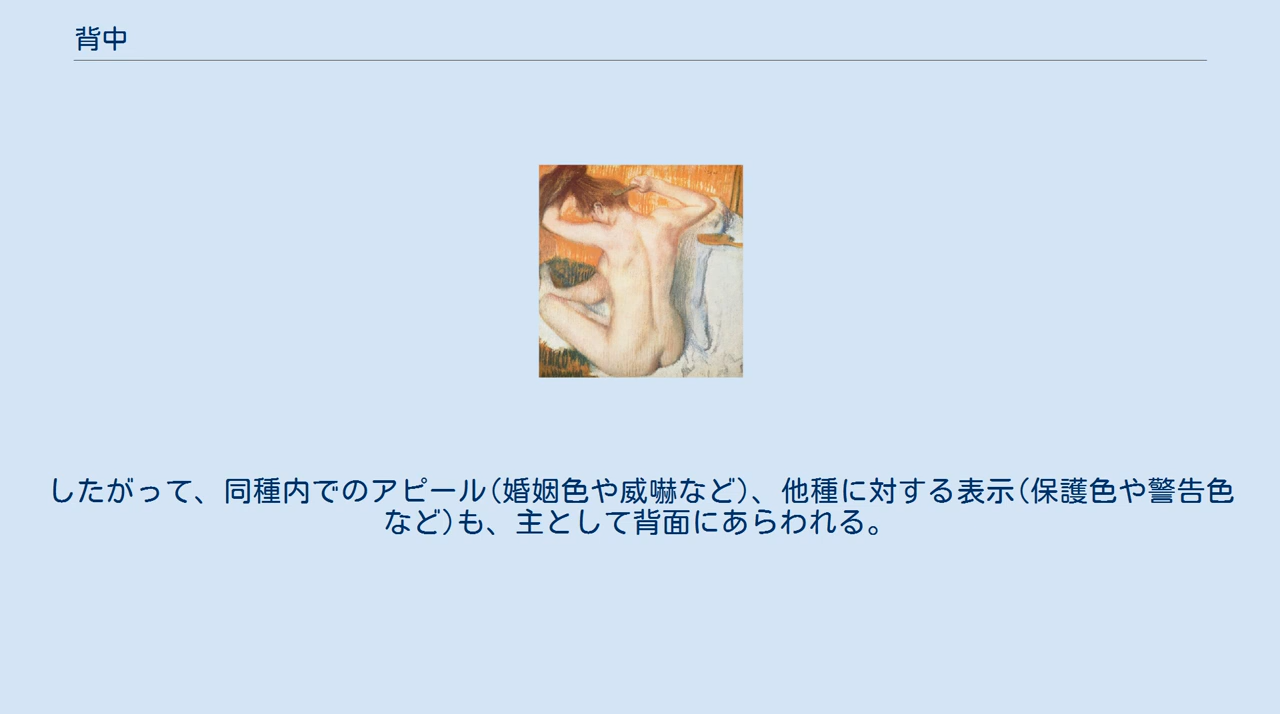 背中
したがって、同種内でのアピール(婚姻色や威嚇など)、他種に対する表示(保護色や警告色
など)も、主として背面にあらわれる。